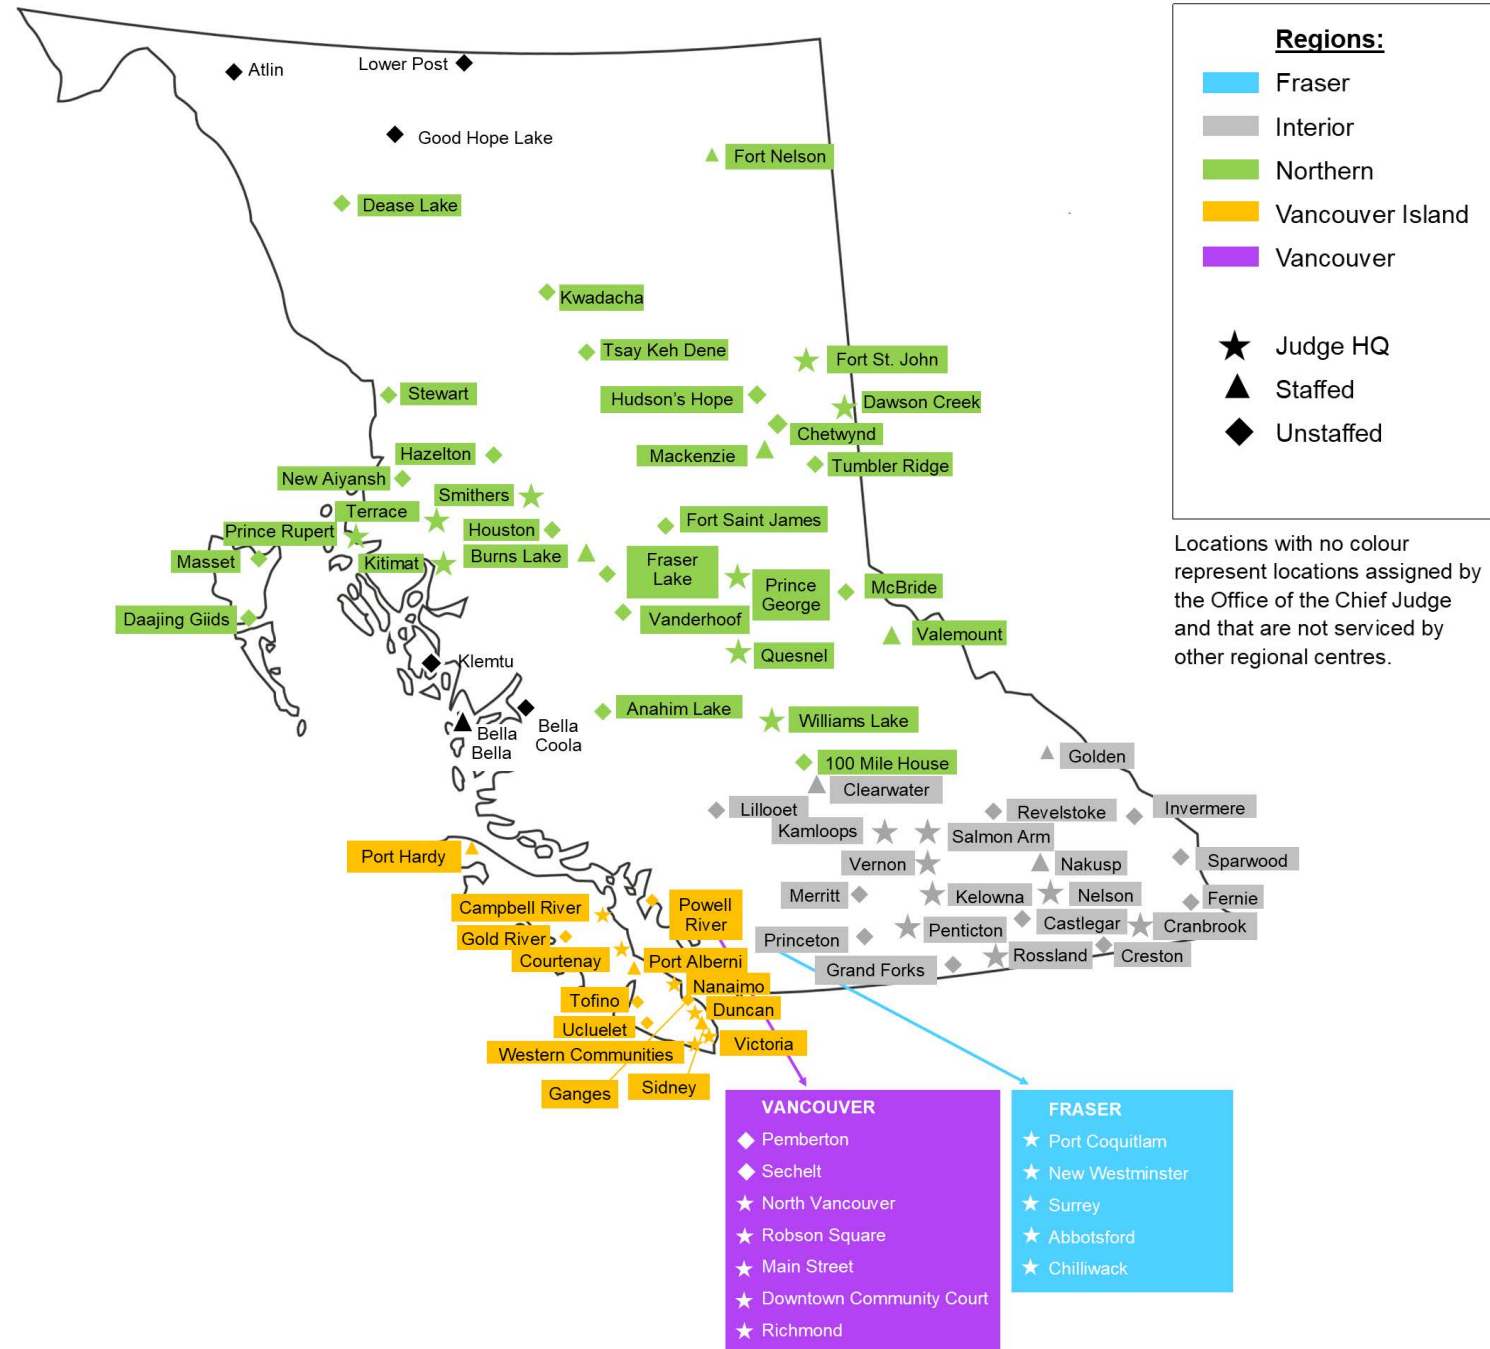 Regions:
Fraser
Interior
Northern
Vancouver Island
Vancouver
Judge HQ
Staffed
Unstaffed
Locations with no colour
represent locations assigned by
the Office of the Chief Judge
and that are not serviced by
other regional centres.
Atlin
Lower Post
Good Hope Lake
Fort Nelson
Dease Lake
Kwadacha
Tsay Keh Dene
Fort St. John
Stewart
Hudson's Hope
Dawson Creek
Chetwynd
Hazelton
Mackenzie
Tumbler Ridge
New Aiyansh
Smithers
Terrace
Fort Saint James
Prince Rupert
Houston
Masset
Kitimat
Burns Lake
Fraser
Lake
Prince
George
McBride
Daajing Giids
Vanderhoof
Valemount
Quesnel
Klemtu
Anahim Lake
Williams Lake
Bella
Bella
Bella
Coola
100 Mile House
Golden
Clearwater
Lillooet
Revelstoke
Invermere
Kamloops
Salmon Arm
Port Hardy
Vernon
Nakusp
Sparwood
Merritt
Kelowna
Nelson
Fernie
Campbell River
Powell
River
Castlegar
Cranbrook
Gold River
Princeton
Penticton
Courtenay
Port Alberni
Grand Forks
Rossland
Creston
Nanaimo
Tofino
Duncan
Ucluelet
Victoria
Western Communities
Ganges
Sidney
VANCOUVER
Pemberton
Sechelt
North Vancouver
Robson Square
Main Street
Downtown Community Court
Richmond
FRASER
Port Coquitlam
New Westminster
Surrey
Abbotsford
Chilliwack